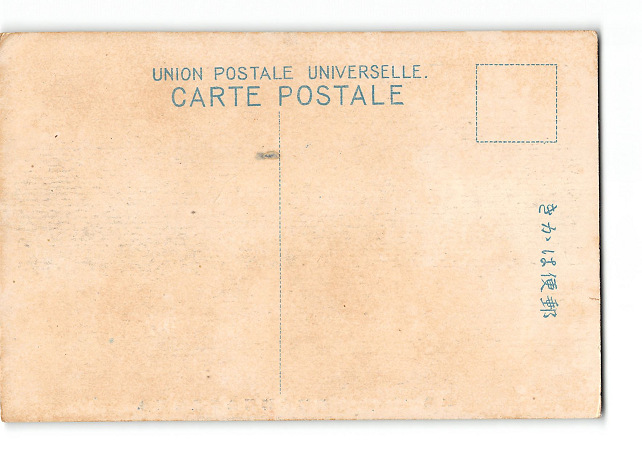 UNION POSTALE UNIVERSELLE.
CARTE POSTALE
きかは便郵